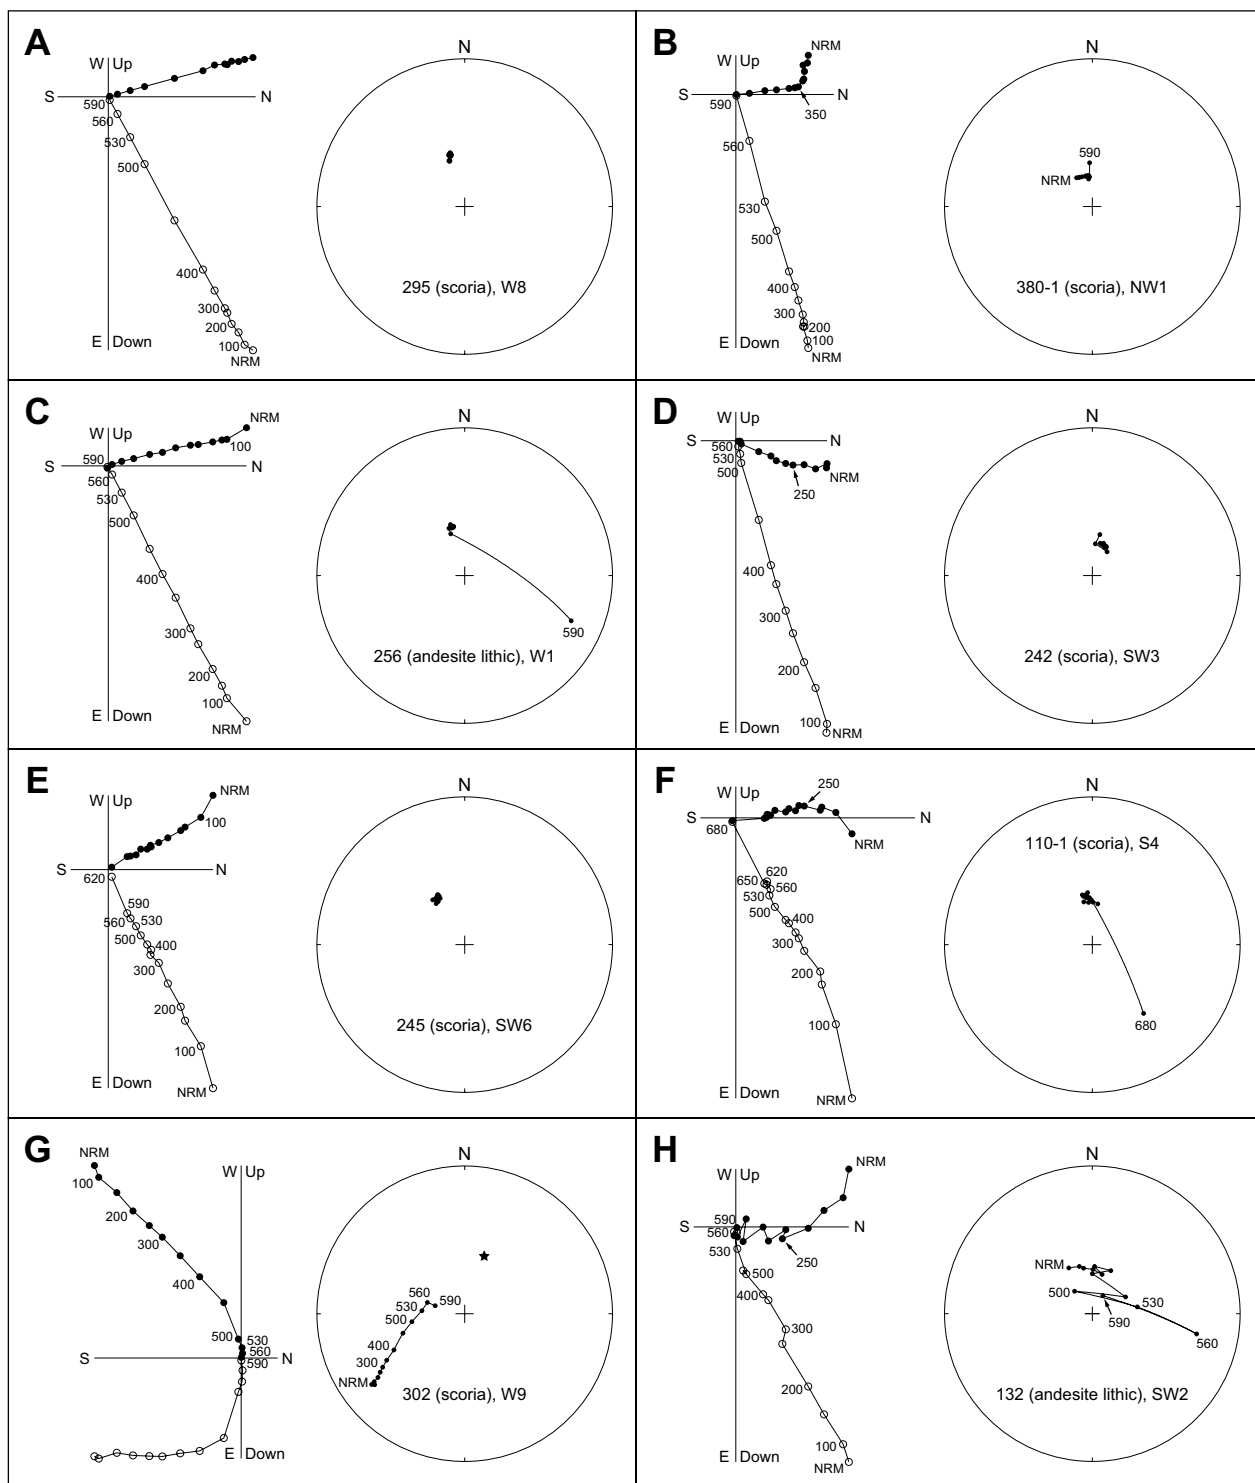 A
W Up
S N
590
560
530
500
400
300
200
100
NRM
E Down
N
295 (scoria), W8
B
W Up
NRM
S N
590
350
560
530
500
400
300
200
100
NRM
E Down
N
590
NRM
380-1 (scoria), NW1
C
W Up
NRM
100
590
S N
560
530
500
400
300
200
100
NRM
E Down
N
590
256 (andesite lithic), W1
D
W Up
S N
560
530
500
NRM
250
400
300
200
100
NRM
E Down
N
242 (scoria), SW3
E
W Up
NRM
100
S N
620
590
560 530
500 400
300
200
100
NRM
E Down
N
245 (scoria), SW6
F
W Up
250
S N
680
NRM
620
650 560
530
500
400
300
200
100
NRM
E Down
N
110-1 (scoria), S4
680
G
NRM
W Up
100
200
300
400
500 530
560
S N
590
E Down
N
560
590
530
500
400
300
NRM
302 (scoria), W9
H
W Up
NRM
S N
590
560
530
250
500
400
300
200
100
NRM
E Down
N
NRM
500
530
590
560
132 (andesite lithic), SW2